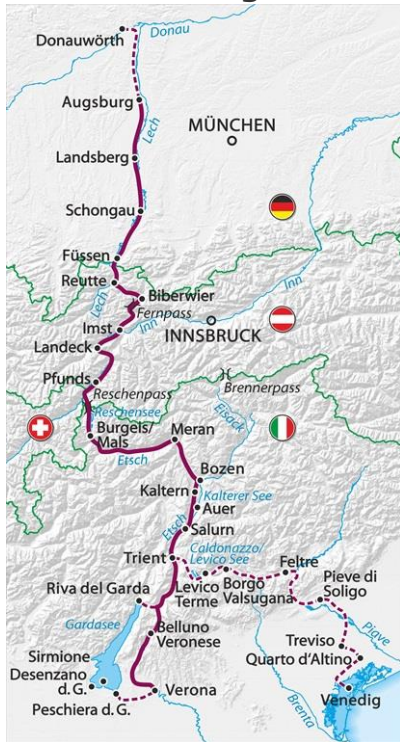 Donauwörth
Donau
Augsburg
Lech
MÜNCHEN
Landsberg
Schongau
Füssen
Reutte
Lech
Biberwier
Fernpass
Inn
Imst
Inn
INNSBRUCK
Landeck
Pfunds
Reschenpass
Brennerpass
Reschensee
Burgeis/
Mals
Meran
Eisack
Etsch
Bozen
Kaltern
Kalterer See
Auer
Etsch
Salurn
Trient
Caldonazzo/
Levico See
Feltre
Levico
Terme
Borgo
Valsugana
Pieve di
Soligo
Riva del Garda
Gardasee
Belluno
Veronese
Piave
Treviso
Quarto d'Altino
Sirmione
Desenzano
d. G.
Peschiera d. G.
Verona
Venedig
Brenta